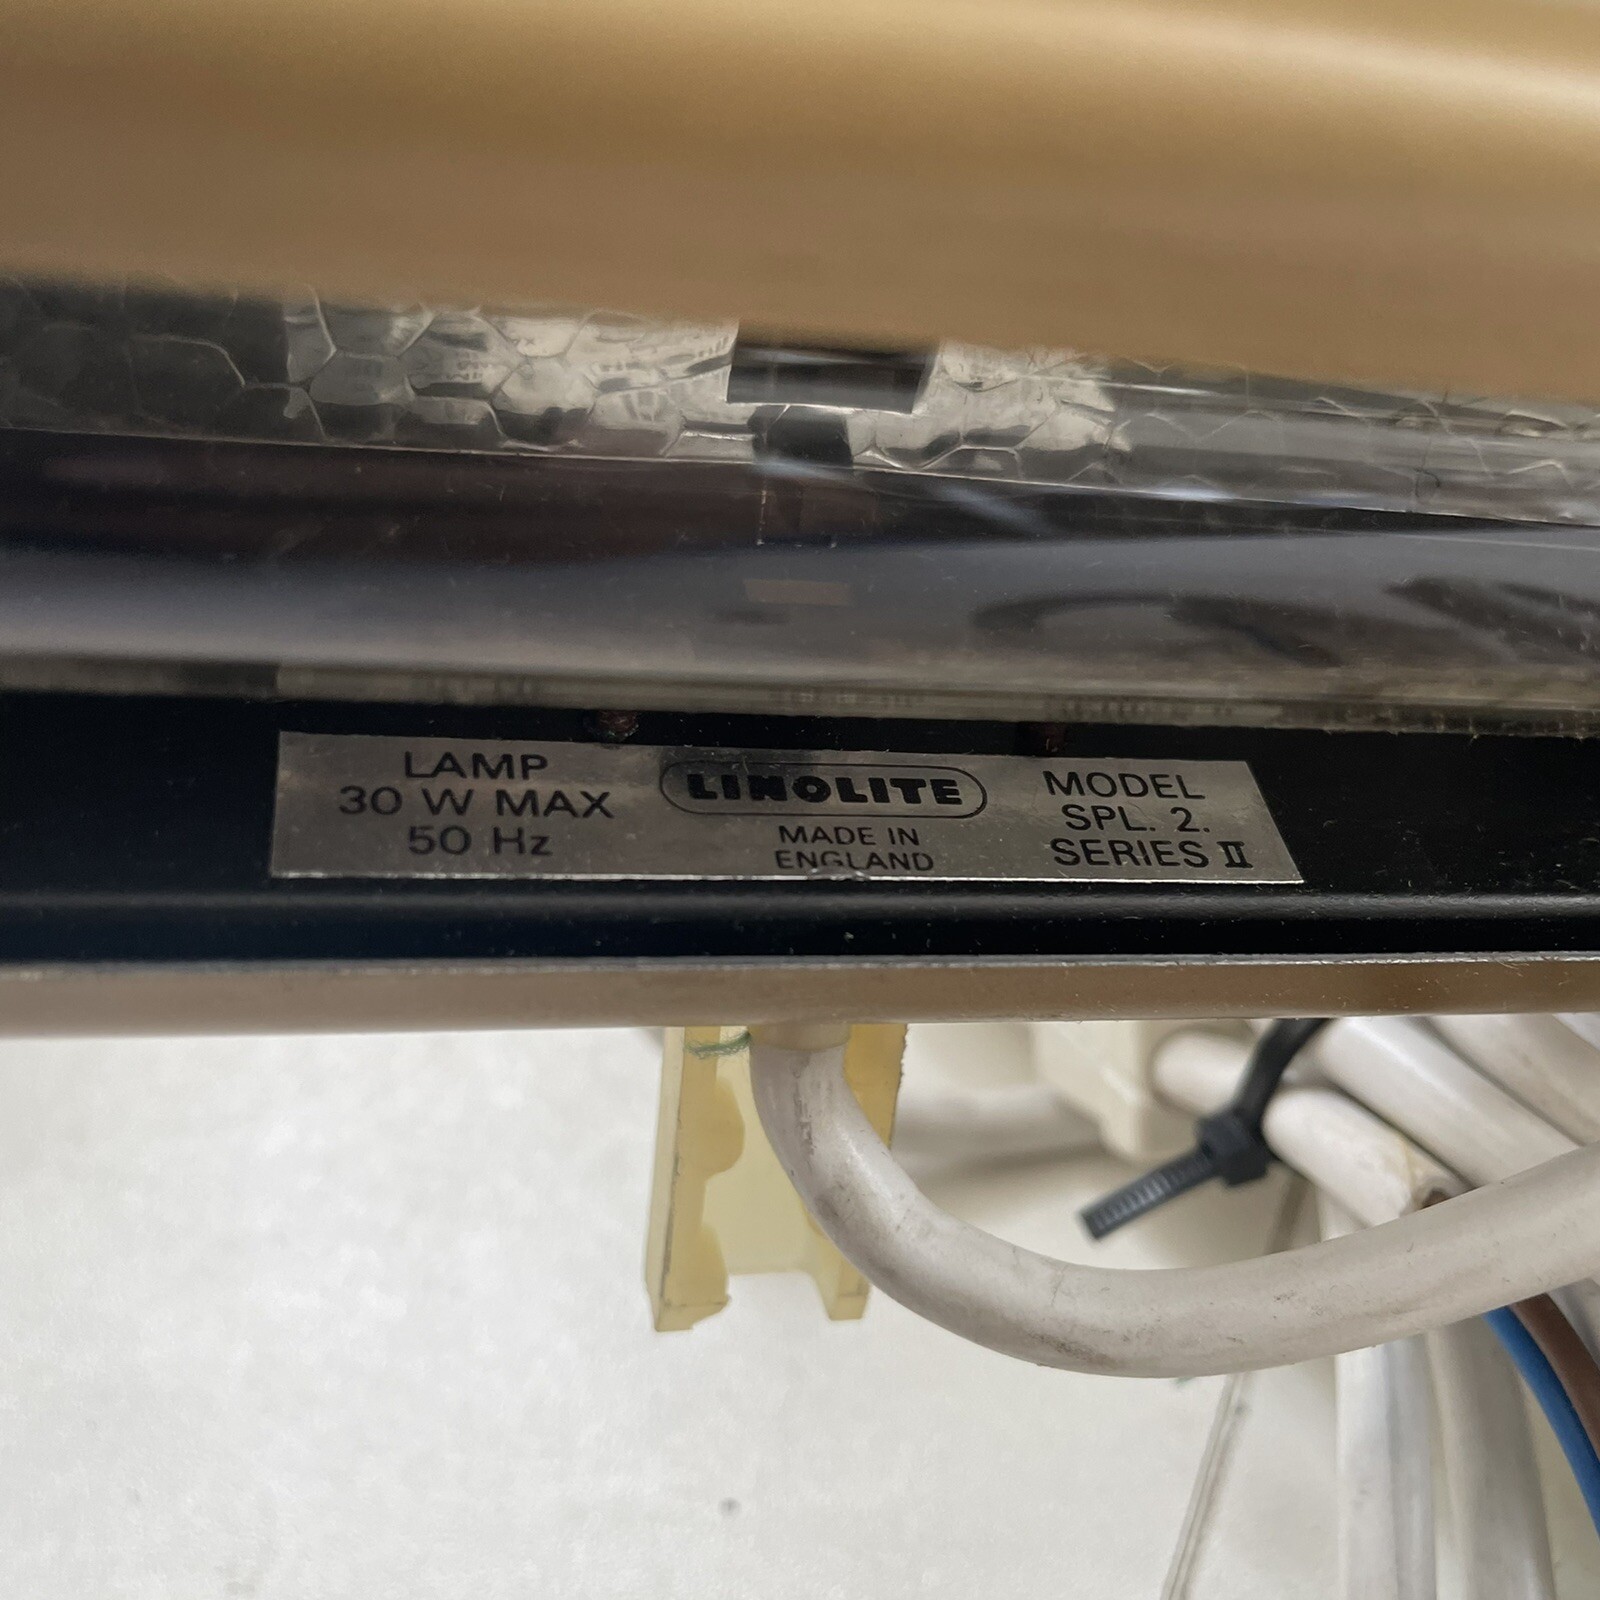 LAMP
30 W MAX
50 Hz
LINOLITE
MADE IN
ENGLAND
MODEL
SPL. 2.
SERIES II